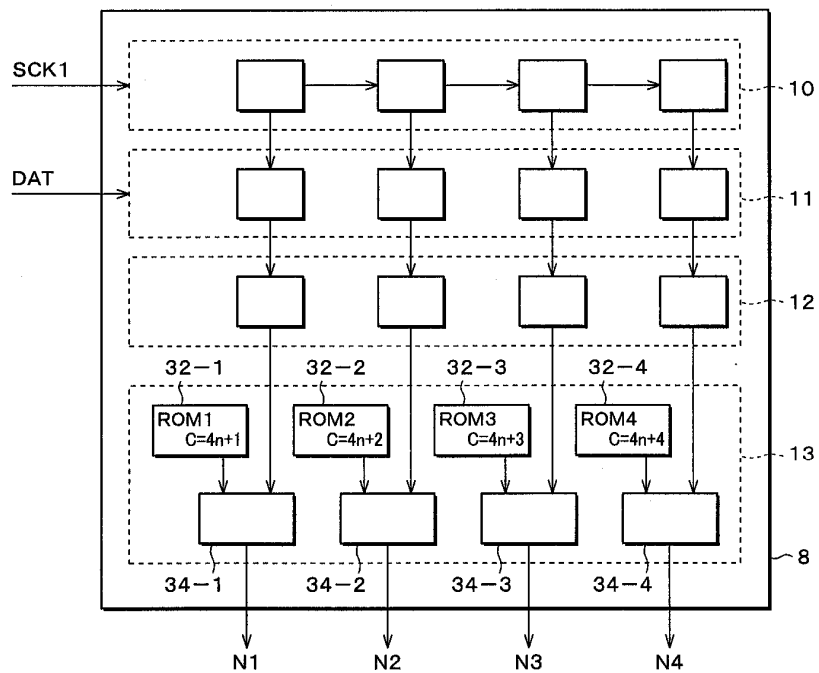 SCK1
10
DAT
11
12
32-1 32-2 32-3 32-4
ROM1 ROM2 ROM3 ROM4
C=4n+1 C=4n+2 C=4n+3 C=4n+4
13
8
34-1 34-2 34-3 34-4
N1 N2 N3 N4